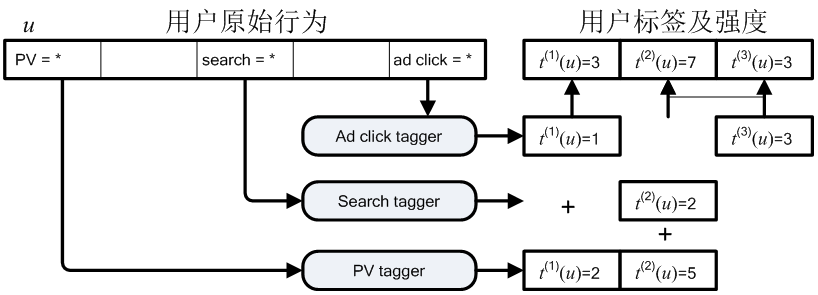 u 用户原始行为 用户标签及强度
PV = * search = * ad click = * t⁽¹⁾(u)=3 t⁽²⁾(u)=7 t⁽³⁾(u)=3
Ad click tagger t⁽¹⁾(u)=1 t⁽³⁾(u)=3
Search tagger + t⁽²⁾(u)=2
+
PV tagger t⁽¹⁾(u)=2 t⁽²⁾(u)=5